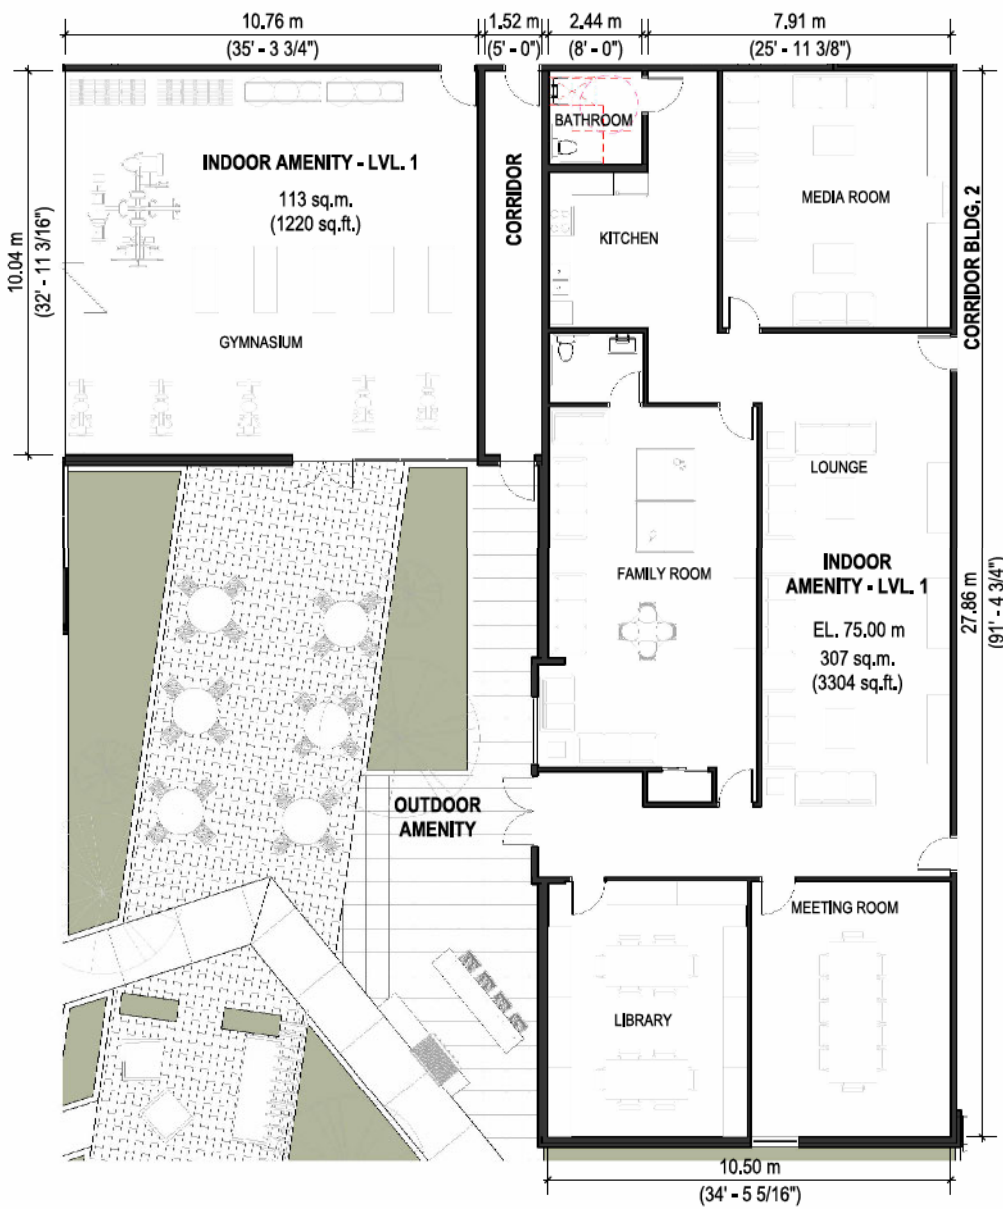 10.76 m
(35' - 3 3/4")
1.52 m
(5' - 0")
2.44 m
(8' - 0")
7.91 m
(25' - 11 3/8")
10.04 m
(32' - 11 3/16")
INDOOR AMENITY - LVL. 1
113 sq.m.
(1220 sq.ft.)
GYMNASIUM
CORRIDOR
BATHROOM
KITCHEN
MEDIA ROOM
CORRIDOR BLDG. 2
LOUNGE
FAMILY ROOM
INDOOR
AMENITY - LVL. 1
EL. 75.00 m
307 sq.m.
(3304 sq.ft.)
27.86 m
(91' - 4 3/4")
OUTDOOR
AMENITY
MEETING ROOM
LIBRARY
10.50 m
(34' - 5 5/16")